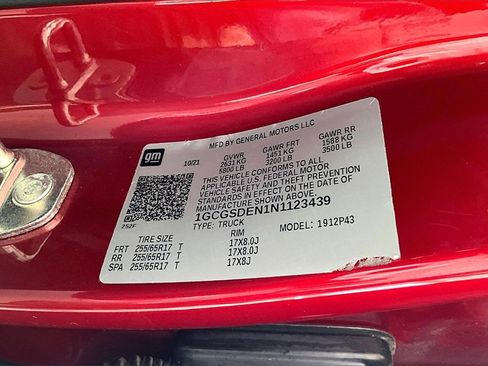 MFD BY GENERAL MOTORS LLC
gm 10/21 GVWR GAWR FRT GAWR RR
2631 KG 1451 KG 1588 KG
5800 LB 3200 LB 3500 LB
THIS VEHICLE CONFORMS TO ALL
APPLICABLE U.S. FEDERAL MOTOR
VEHICLE SAFETY AND THEFT PREVENTION
STANDARDS IN EFFECT ON THE DATE OF
MANUFACTURE SHOWN ABOVE.
252F 1GCGSDEN1N1123439
TYPE: TRUCK MODEL: 1912P43
TIRE SIZE RIM
FRT 255/65R17 T 17X8.0J
RR 255/65R17 T 17X8.0J
SPA 255/65R17 T 17X8J